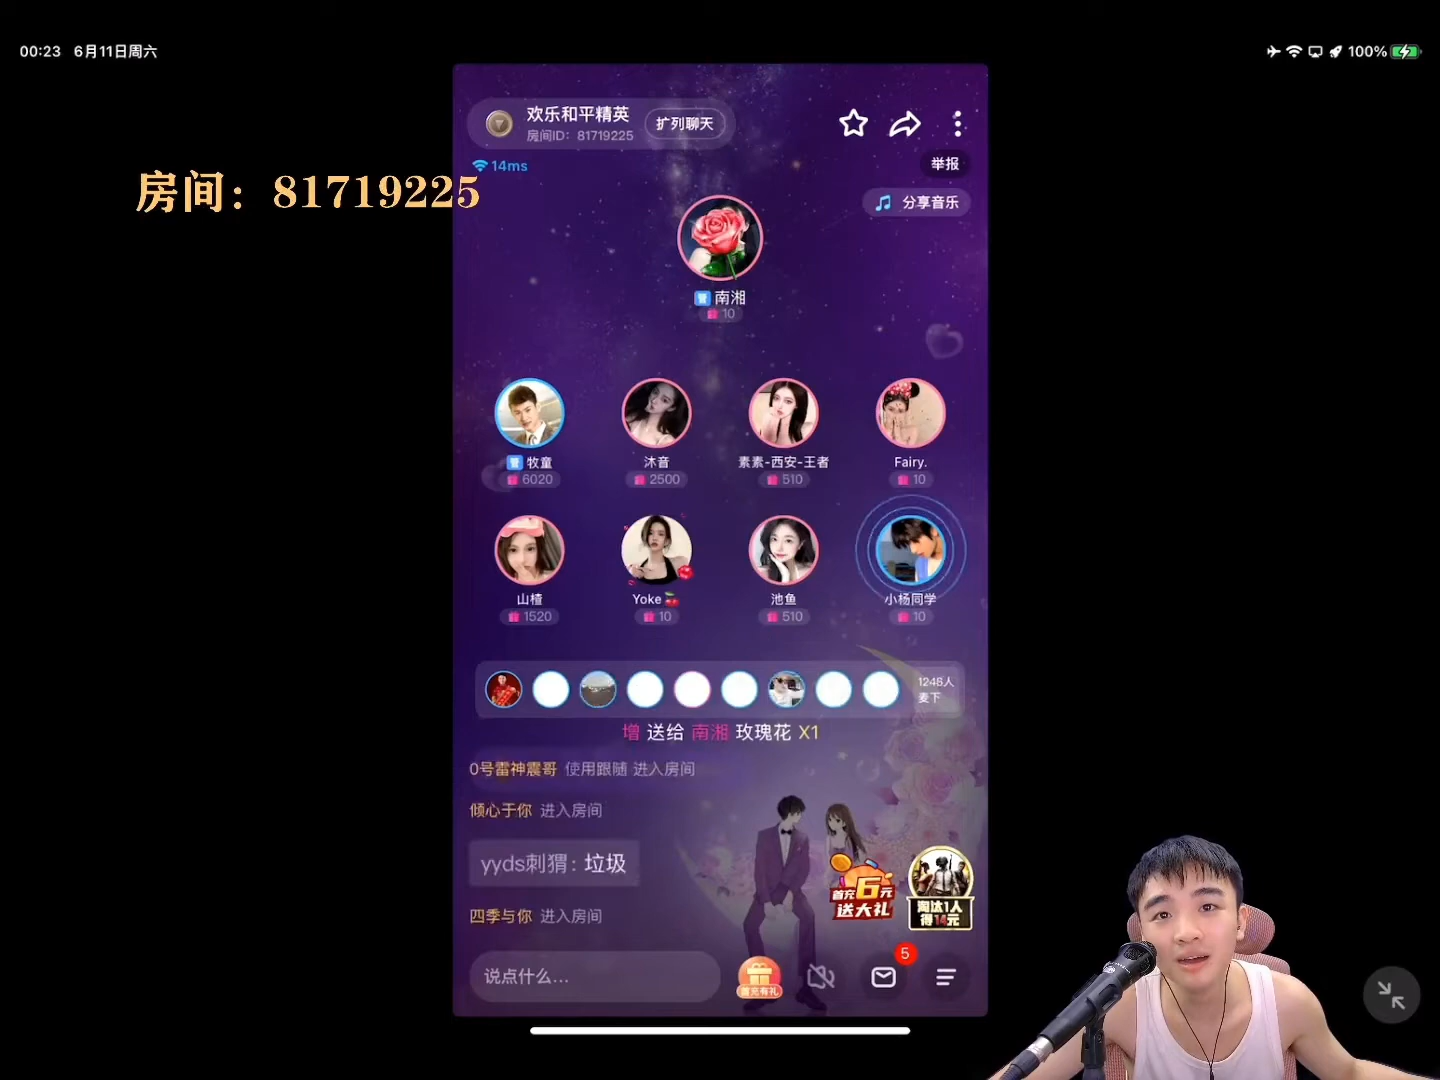 00:23 6月11日周六
100%
欢乐和平精英
房间ID: 81719225
扩列聊天
14ms
举报
房间：81719225
分享音乐
管 南湘
10
管 牧童
6020
沐音
2500
素素-西安-王者
510
Fairy.
10
山楂
1520
Yoke
10
池鱼
510
小杨同学
10
1246人
麦下
增 送给 南湘 玫瑰花 X1
0号雷神震哥 使用跟随 进入房间
倾心于你 进入房间
yyds刺猬: 垃圾
四季与你 进入房间
首充6元
送大礼
淘汰1人
得14元
说点什么...
首充有礼
5